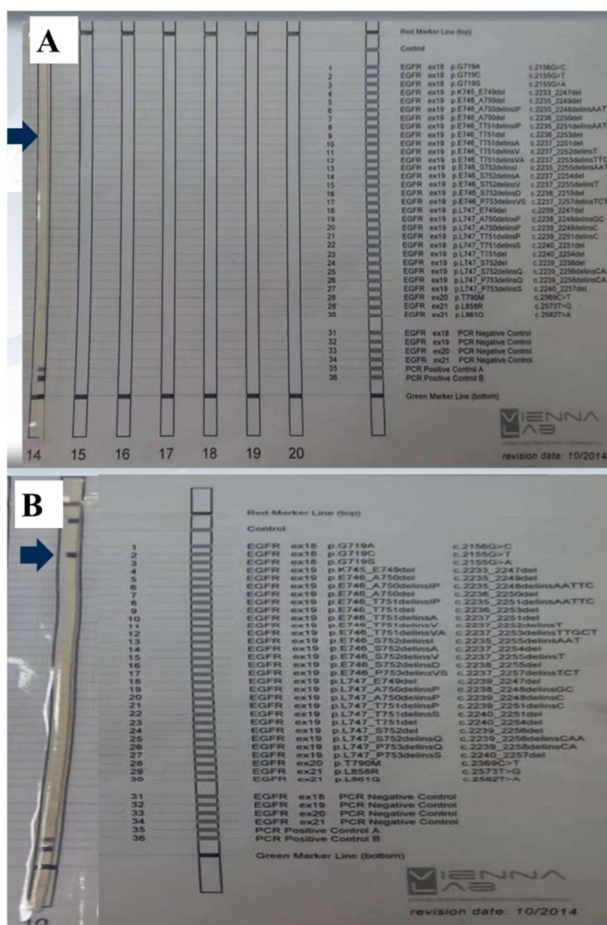 A
Red Marker Line (top)
Control
1 EGFR ex18 p.G719A c.2156G>C
2 EGFR ex18 p.G719C c.2155G>T
3 EGFR ex18 p.G719S c.2155G>A
4 EGFR ex19 p.K745_E749del c.2233_2247del
5 EGFR ex19 p.E746_A750del c.2235_2249del
6 EGFR ex19 p.E746_A750delinsIP
7 EGFR ex19 p.E746_A750del c.2236_2250del
8 EGFR ex19 p.E746_T751delinsIP
9 EGFR ex19 p.E746_T751del c.2236_2253del
10 EGFR ex19 p.E746_T751delinsA c.2237_2251del
11 EGFR ex19 p.E746_T751delinsV c.2237_2252delinsT
12 EGFR ex19 p.E746_T751delinsVA
13 EGFR ex19 p.E746_S752delinsI
14 EGFR ex19 p.E746_S752delinsA c.2237_2254del
15 EGFR ex19 p.E746_S752delinsV c.2237_2255delinsT
16 EGFR ex19 p.E746_S752delinsD c.2238_2255del
17 EGFR ex19 p.E746_P753delinsVS c.2237_2257delinsTCT
18 EGFR ex19 p.L747_E749del c.2239_2247del
19 EGFR ex19 p.L747_A750delinsP c.2238_2248delinsGC
20 EGFR ex19 p.L747_A750delinsP c.2239_2248delinsC
21 EGFR ex19 p.L747_T751delinsP c.2239_2251delinsC
22 EGFR ex19 p.L747_T751delinsS c.2240_2251del
23 EGFR ex19 p.L747_T751del c.2240_2254del
24 EGFR ex19 p.L747_S752del c.2239_2256del
25 EGFR ex19 p.L747_S752delinsQ
26 EGFR ex19 p.L747_P753delinsQ c.2239_2258delinsCA
27 EGFR ex19 p.L747_P753delinsS c.2240_2257del
28 EGFR ex20 p.T790M c.2369C>T
29 EGFR ex21 p.L858R c.2573T>G
30 EGFR ex21 p.L861Q c.2582T>A
31 EGFR ex18 PCR Negative Control
32 EGFR ex19 PCR Negative Control
33 EGFR ex20 PCR Negative Control
34 EGFR ex21 PCR Negative Control
35 PCR Positive Control A
36 PCR Positive Control B
Green Marker Line (bottom)
14 15 16 17 18 19 20
VIENNA
LAB
revision date: 10/2014
B
Red Marker Line (top)
Control
1 EGFR ex18 p.G719A c.2156G>C
2 EGFR ex18 p.G719C c.2155G>T
3 EGFR ex18 p.G719S c.2155G>A
4 EGFR ex19 p.K745_E749del c.2233_2247del
5 EGFR ex19 p.E746_A750del c.2235_2249del
6 EGFR ex19 p.E746_A750delinsIP c.2235_2248delinsAATTC
7 EGFR ex19 p.E746_A750del c.2236_2250del
8 EGFR ex19 p.E746_T751delinsIP c.2235_2251delinsAATTC
9 EGFR ex19 p.E746_T751del c.2236_2253del
10 EGFR ex19 p.E746_T751delinsA c.2237_2251del
11 EGFR ex19 p.E746_T751delinsV c.2237_2252delinsT
12 EGFR ex19 p.E746_T751delinsVA c.2237_2253delinsTTGCT
13 EGFR ex19 p.E746_S752delinsI c.2235_2255delinsAAT
14 EGFR ex19 p.E746_S752delinsA c.2237_2254del
15 EGFR ex19 p.E746_S752delinsV c.2237_2255delinsT
16 EGFR ex19 p.E746_S752delinsD c.2238_2255del
17 EGFR ex19 p.E746_P753delinsVS c.2237_2257delinsTCT
18 EGFR ex19 p.L747_E749del c.2239_2247del
19 EGFR ex19 p.L747_A750delinsP c.2238_2248delinsGC
20 EGFR ex19 p.L747_A750delinsP c.2239_2248delinsC
21 EGFR ex19 p.L747_T751delinsP c.2239_2251delinsC
22 EGFR ex19 p.L747_T751delinsS c.2240_2251del
23 EGFR ex19 p.L747_T751del c.2240_2254del
24 EGFR ex19 p.L747_S752del c.2239_2256del
25 EGFR ex19 p.L747_S752delinsQ c.2239_2256delinsCAA
26 EGFR ex19 p.L747_P753delinsQ c.2239_2258delinsCA
27 EGFR ex19 p.L747_P753delinsS c.2240_2257del
28 EGFR ex20 p.T790M c.2369C>T
29 EGFR ex21 p.L858R c.2573T>G
30 EGFR ex21 p.L861Q c.2582T>A
31 EGFR ex18 PCR Negative Control
32 EGFR ex19 PCR Negative Control
33 EGFR ex20 PCR Negative Control
34 EGFR ex21 PCR Negative Control
35 PCR Positive Control A
36 PCR Positive Control B
Green Marker Line (bottom)
VIENNA
LAB
revision date: 10/2014